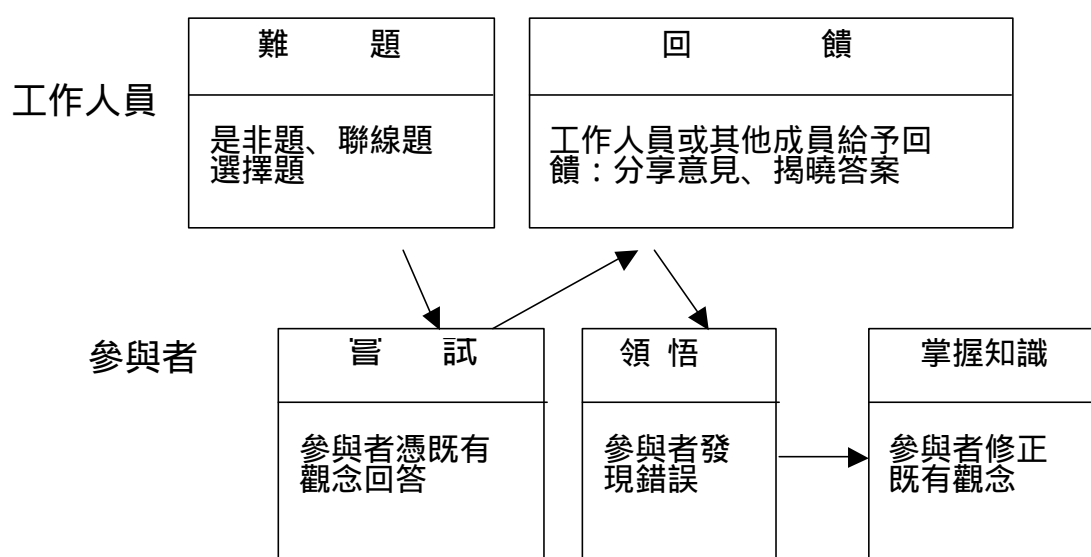 難 題
回 饋
工作人員
是非題、聯線題
選擇題
工作人員或其他成員給予回
饋：分享意見、揭曉答案
參與者
嘗 試
領 悟
掌握知識
參與者憑既有
觀念回答
參與者發
現錯誤
參與者修正
既有觀念